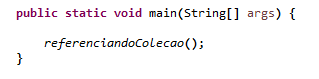 public static void main(String[] args) {
referenciandoColecao();
}